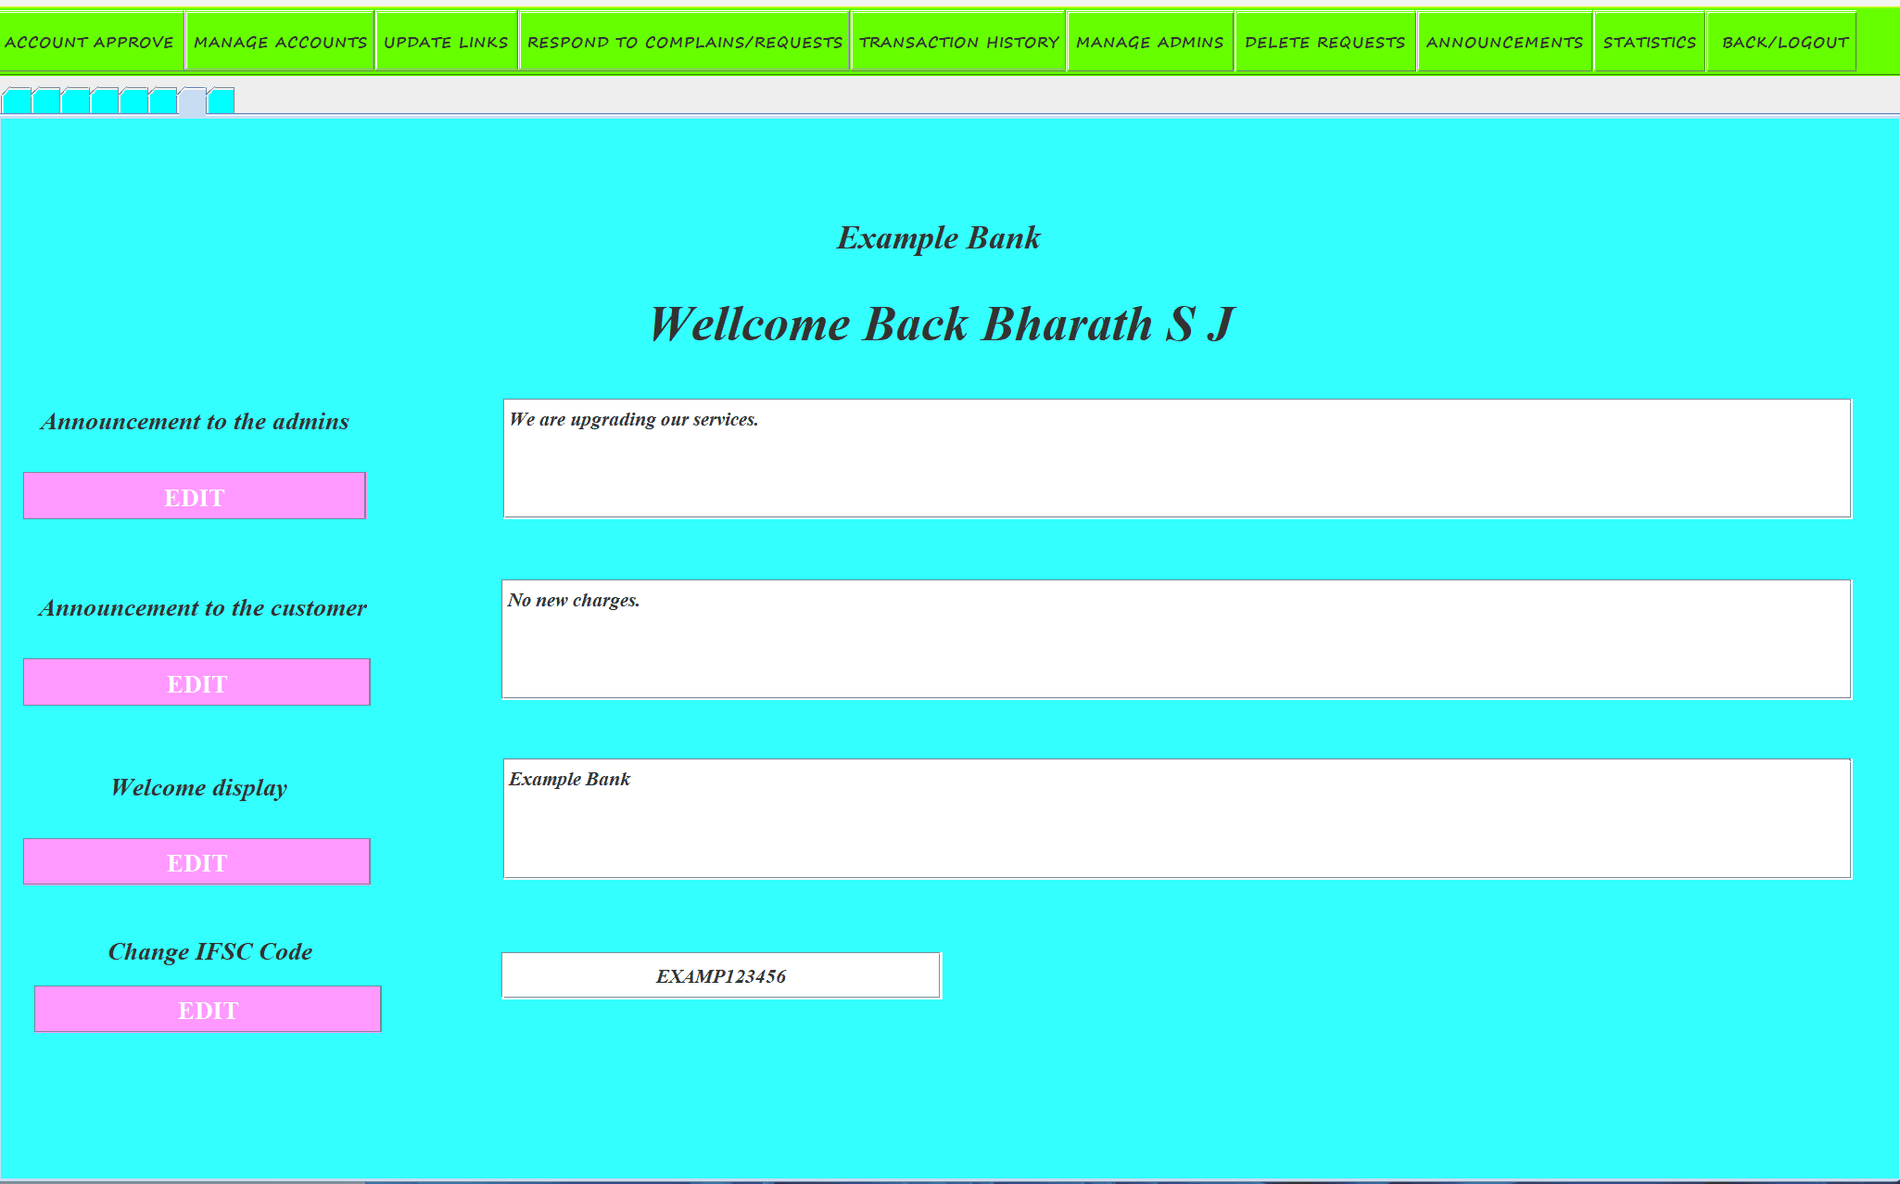 ACCOUNT APPROVE MANAGE ACCOUNTS UPDATE LINKS RESPOND TO COMPLAINS/REQUESTS TRANSACTION HISTORY MANAGE ADMINS DELETE REQUESTS ANNOUNCEMENTS STATISTICS BACK/LOGOUT
Example Bank
Wellcome Back Bharath S J
Announcement to the admins
We are upgrading our services.
EDIT
Announcement to the customer
No new charges.
EDIT
Welcome display
Example Bank
EDIT
Change IFSC Code
EXAMP123456
EDIT